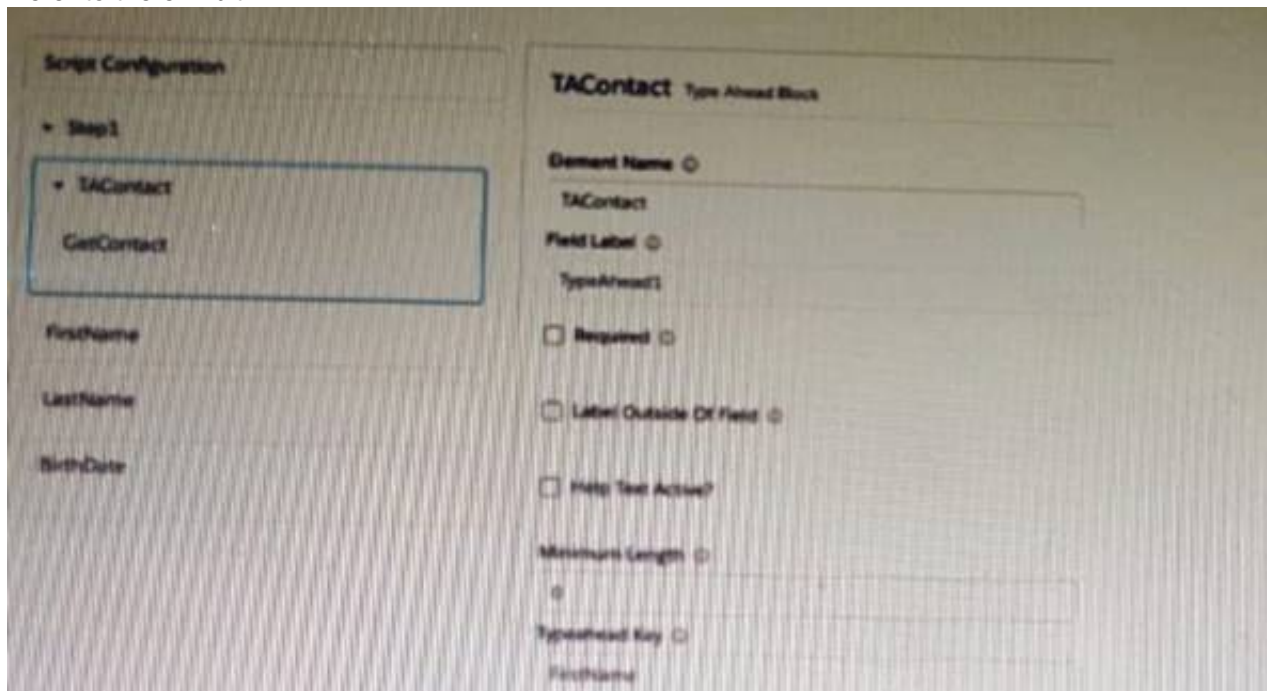 Script Configuration
Step1
TAContact
GetContact
FirstName
LastName
BirthDate
TAContact Type Ahead Block
Element Name
TAContact
Field Label
TypeAhead1
Required
Label Outside Of Field
Help Text Active?
Minimum Length
0
Typeahead Key
FirstName